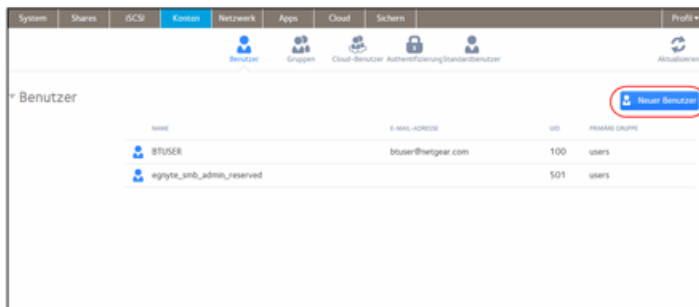 System Shares iSCSI Konten Netzwerk Apps Cloud Sichern Profil
Benutzer Gruppen Cloud-Benutzer Authentifizierung Standardbenutzer Aktualisieren
Benutzer
Neuer Benutzer
NAME E-MAIL-ADRESSE UID PRIMÄRE GRUPPE
BTUSER btuser@netgear.com 100 users
egnyte_smb_admin_reserved 501 users